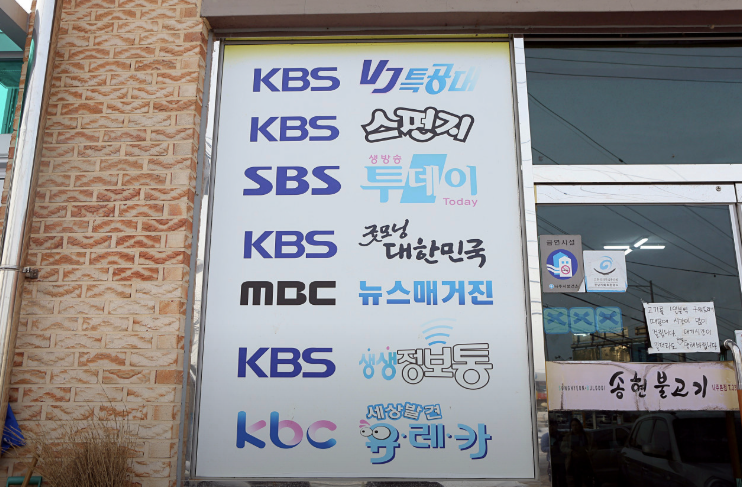 KBS VJ특공대
KBS 스펀지
SBS 생방송 투데이 Today
KBS 굿모닝 대한민국
mbc 뉴스매거진
KBS 생생정보통
kbc 세상발견 유·레·카
금연시설
송현불고기